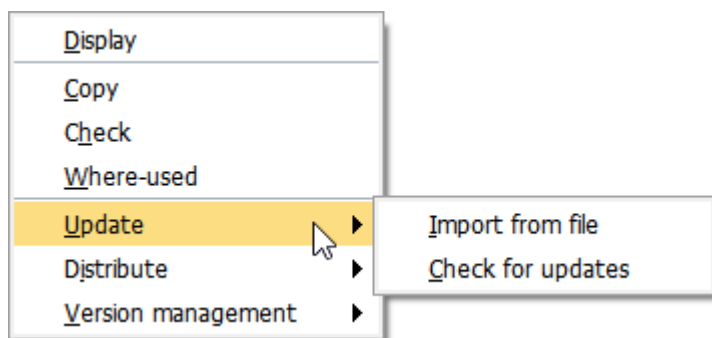 Display
Copy
Check
Where-used
Update
Import from file
Distribute
Check for updates
Version management